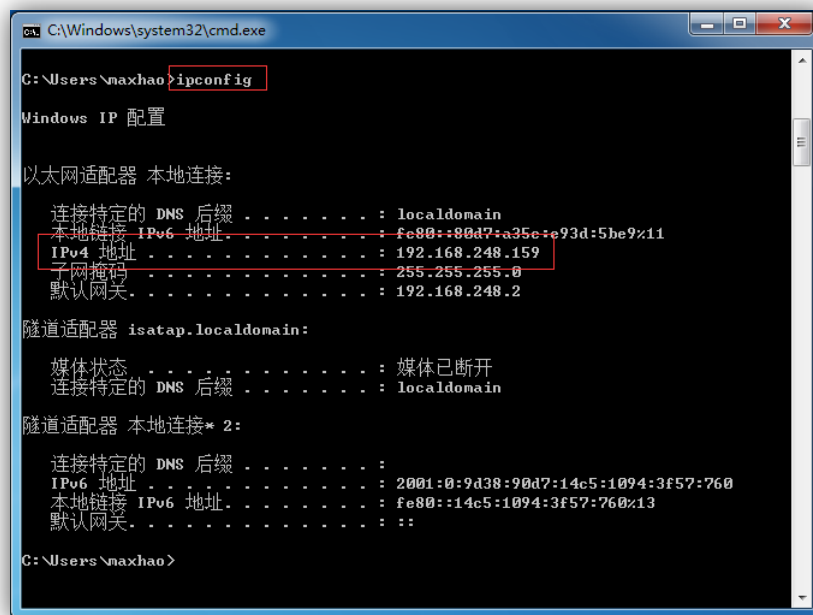 C:\Windows\system32\cmd.exe
C:\Users\maxhao>ipconfig
Windows IP 配置
以太网适配器 本地连接:
连接特定的 DNS 后缀 . . . . . . . : localdomain
本地链接 IPv6 地址. . . . . . . . : fe80::80d7:a35c:e93d:5be9%11
IPv4 地址 . . . . . . . . . . . . : 192.168.248.159
子网掩码 . . . . . . . . . . . . : 255.255.255.0
默认网关. . . . . . . . . . . . . : 192.168.248.2
隧道适配器 isatap.localdomain:
媒体状态 . . . . . . . . . . . . : 媒体已断开
连接特定的 DNS 后缀 . . . . . . . : localdomain
隧道适配器 本地连接* 2:
连接特定的 DNS 后缀 . . . . . . . :
IPv6 地址 . . . . . . . . . . . . : 2001:0:9d38:90d7:14c5:1094:3f57:760
本地链接 IPv6 地址. . . . . . . . : fe80::14c5:1094:3f57:760%13
默认网关. . . . . . . . . . . . . : ::
C:\Users\maxhao>